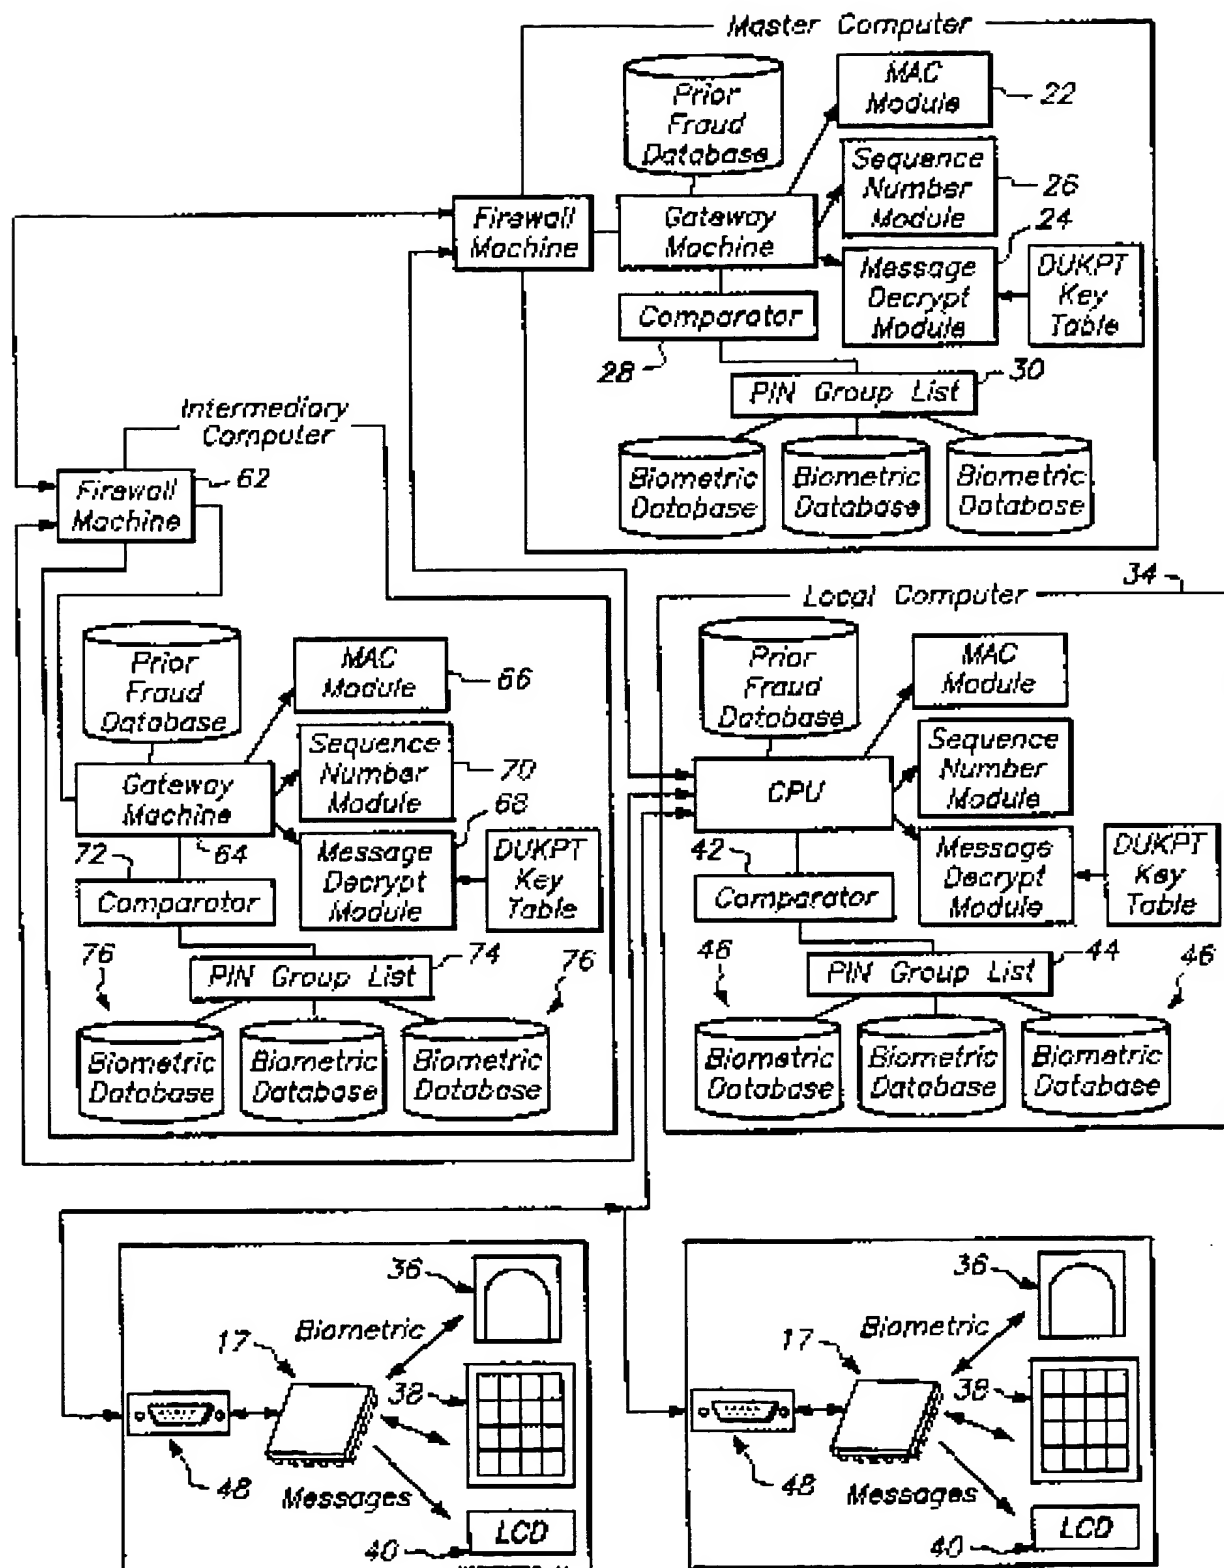 Master Computer
Prior
Fraud
Database
MAC
Module
22
Sequence
Number
Module
26
24
Firewall
Machine
Gateway
Machine
Message
Decrypt
Module
DUKPT
Key
Table
Comparator
28
30
PIN Group List
Biometric
Database
Biometric
Database
Biometric
Database
Intermediary
Computer
62
Firewall
Machine
Prior
Fraud
Database
MAC
Module
66
Sequence
Number
Module
70
68
Gateway
Machine
64
72
Message
Decrypt
Module
DUKPT
Key
Table
Comparator
76
74
76
PIN Group List
Biometric
Database
Biometric
Database
Biometric
Database
34
Local Computer
Prior
Fraud
Database
MAC
Module
Sequence
Number
Module
CPU
42
Message
Decrypt
Module
DUKPT
Key
Table
Comparator
46
44
46
PIN Group List
Biometric
Database
Biometric
Database
Biometric
Database
36
Biometric
17
38
48
Messages
LCD
40
36
Biometric
17
38
48
Messages
LCD
40